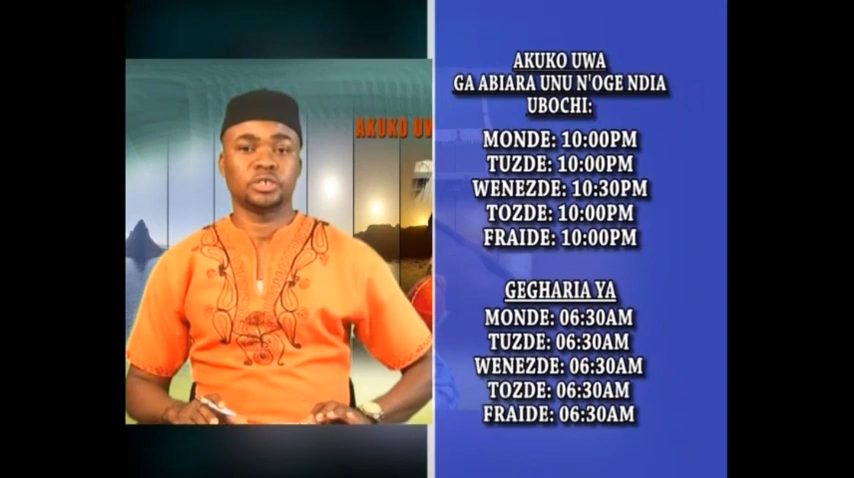 AKUKO UW
AKUKO UWA
GA ABIARA UNU N'OGE NDIA
UBOCHI:
MONDE: 10:00PM
TUZDE: 10:00PM
WENEZDE: 10:30PM
TOZDE: 10:00PM
FRAIDE: 10:00PM
GEGHARIA YA
MONDE: 06:30AM
TUZDE: 06:30AM
WENEZDE: 06:30AM
TOZDE: 06:30AM
FRAIDE: 06:30AM